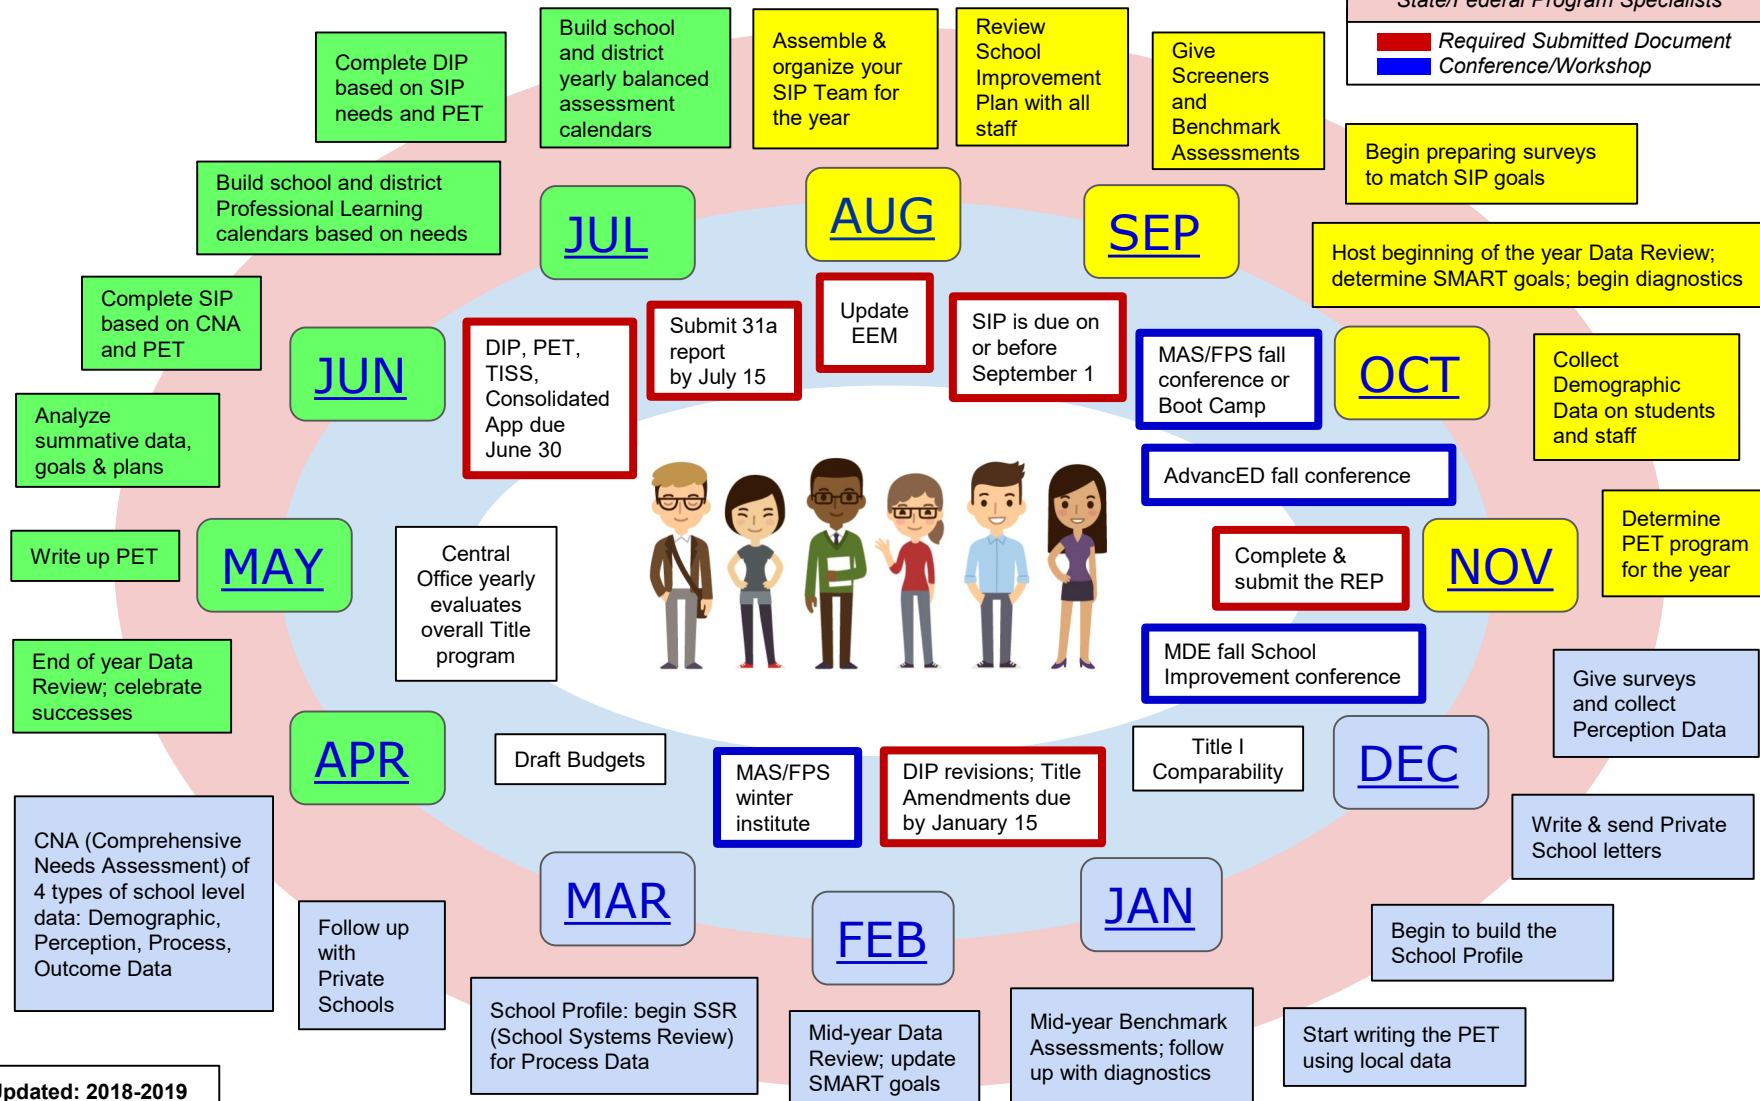 State/Federal Program Specialists
Required Submitted Document
Conference/Workshop
Build school
and district
yearly balanced
assessment
calendars
Assemble &
organize your
SIP Team for
the year
Review
School
Improvement
Plan with all
staff
Give
Screeners
and
Benchmark
Assessments
Complete DIP
based on SIP
needs and PET
Begin preparing surveys
to match SIP goals
Build school and district
Professional Learning
calendars based on needs
JUL
AUG
SEP
Host beginning of the year Data Review;
determine SMART goals; begin diagnostics
Complete SIP
based on CNA
and PET
JUN
DIP, PET,
TISS,
Consolidated
App due
June 30
Submit 31a
report
by July 15
Update
EEM
SIP is due on
or before
September 1
MAS/FPS fall
conference or
Boot Camp
OCT
Collect
Demographic
Data on students
and staff
Analyze
summative data,
goals & plans
AdvancED fall conference
Write up PET
MAY
Central
Office yearly
evaluates
overall Title
program
Complete &
submit the REP
NOV
Determine
PET program
for the year
End of year Data
Review; celebrate
successes
MDE fall School
Improvement conference
Give surveys
and collect
Perception Data
APR
Draft Budgets
MAS/FPS
winter
institute
DIP revisions; Title
Amendments due
by January 15
Title I
Comparability
DEC
CNA (Comprehensive
Needs Assessment) of
4 types of school level
data: Demographic,
Perception, Process,
Outcome Data
Write & send Private
School letters
MAR
FEB
JAN
Follow up
with
Private
Schools
Begin to build the
School Profile
School Profile: begin SSR
(School Systems Review)
for Process Data
Mid-year Data
Review; update
SMART goals
Mid-year Benchmark
Assessments; follow
up with diagnostics
Start writing the PET
using local data
Updated: 2018-2019